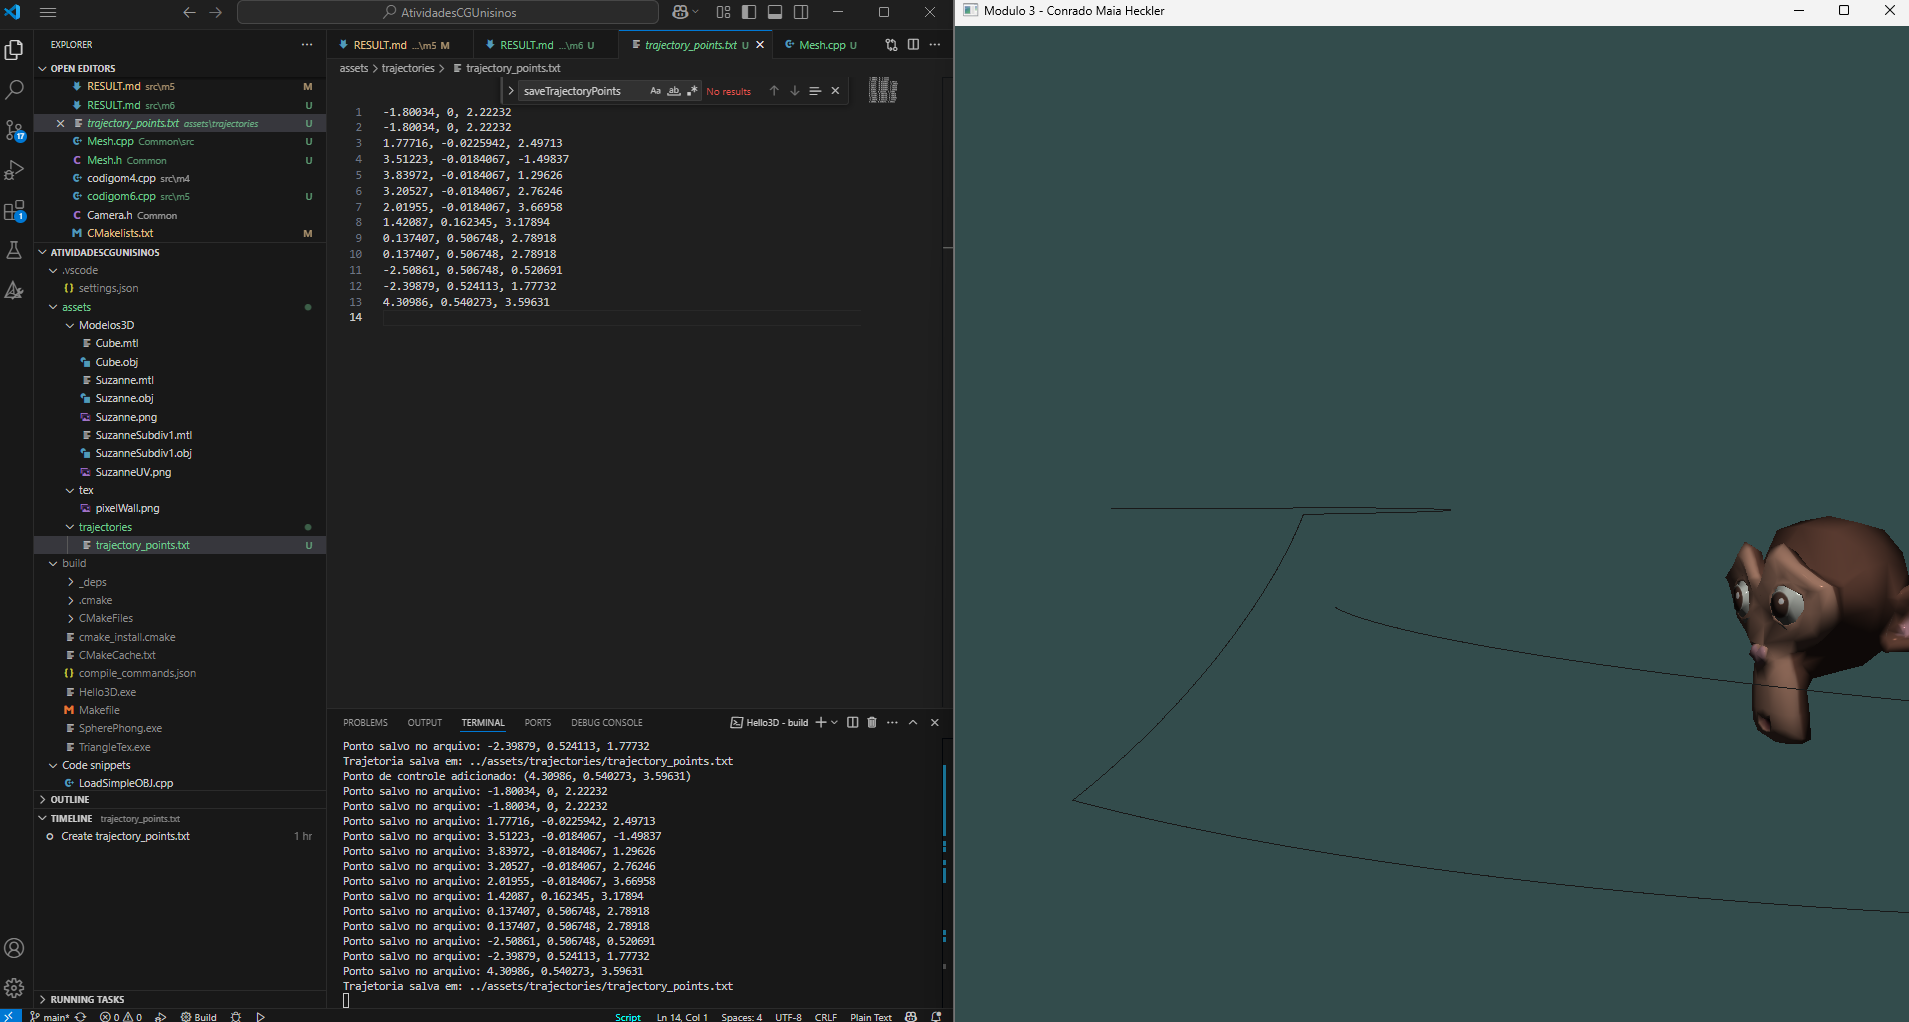 AtividadesCGUnisinos
Modulo 3 - Conrado Maia Heckler
EXPLORER
OPEN EDITORS
RESULT.md src\m5 M
RESULT.md src\m6 U
trajectory_points.txt assets\trajectories U
Mesh.cpp Common\src U
Mesh.h Common U
codigom4.cpp src\m4
codigom6.cpp src\m5 U
Camera.h Common
CMakelists.txt M
ATIVIDADESCGUNISINOS
.vscode
settings.json
assets
Modelos3D
Cube.mtl
Cube.obj
Suzanne.mtl
Suzanne.obj
Suzanne.png
SuzanneSubdiv1.mtl
SuzanneSubdiv1.obj
SuzanneUV.png
tex
pixelWall.png
trajectories
trajectory_points.txt U
build
_deps
.cmake
CMakeFiles
cmake_install.cmake
CMakeCache.txt
compile_commands.json
Hello3D.exe
Makefile
SpherePhong.exe
TriangleTex.exe
Code snippets
LoadSimpleOBJ.cpp
OUTLINE
TIMELINE trajectory_points.txt
Create trajectory_points.txt 1 hr
RUNNING TASKS
RESULT.md ...\m5 M
RESULT.md ...\m6 U
trajectory_points.txt U
Mesh.cpp U
assets > trajectories > trajectory_points.txt
saveTrajectoryPoints Aa ab .* No results
1 -1.80034, 0, 2.22232
2 -1.80034, 0, 2.22232
3 1.77716, -0.0225942, 2.49713
4 3.51223, -0.0184067, -1.49837
5 3.83972, -0.0184067, 1.29626
6 3.20527, -0.0184067, 2.76246
7 2.01955, -0.0184067, 3.66958
8 1.42087, 0.162345, 3.17894
9 0.137407, 0.506748, 2.78918
10 0.137407, 0.506748, 2.78918
11 -2.50861, 0.506748, 0.520691
12 -2.39879, 0.524113, 1.77732
13 4.30986, 0.540273, 3.59631
14
PROBLEMS OUTPUT TERMINAL PORTS DEBUG CONSOLE Hello3D - build
Ponto salvo no arquivo: -2.39879, 0.524113, 1.77732
Trajetoria salva em: ../assets/trajectories/trajectory_points.txt
Ponto de controle adicionado: (4.30986, 0.540273, 3.59631)
Ponto salvo no arquivo: -1.80034, 0, 2.22232
Ponto salvo no arquivo: -1.80034, 0, 2.22232
Ponto salvo no arquivo: 1.77716, -0.0225942, 2.49713
Ponto salvo no arquivo: 3.51223, -0.0184067, -1.49837
Ponto salvo no arquivo: 3.83972, -0.0184067, 1.29626
Ponto salvo no arquivo: 3.20527, -0.0184067, 2.76246
Ponto salvo no arquivo: 2.01955, -0.0184067, 3.66958
Ponto salvo no arquivo: 1.42087, 0.162345, 3.17894
Ponto salvo no arquivo: 0.137407, 0.506748, 2.78918
Ponto salvo no arquivo: 0.137407, 0.506748, 2.78918
Ponto salvo no arquivo: -2.50861, 0.506748, 0.520691
Ponto salvo no arquivo: -2.39879, 0.524113, 1.77732
Ponto salvo no arquivo: 4.30986, 0.540273, 3.59631
Trajetoria salva em: ../assets/trajectories/trajectory_points.txt
17
1
main* 0 0 Build Script Ln 14, Col 1 Spaces: 4 UTF-8 CRLF Plain Text